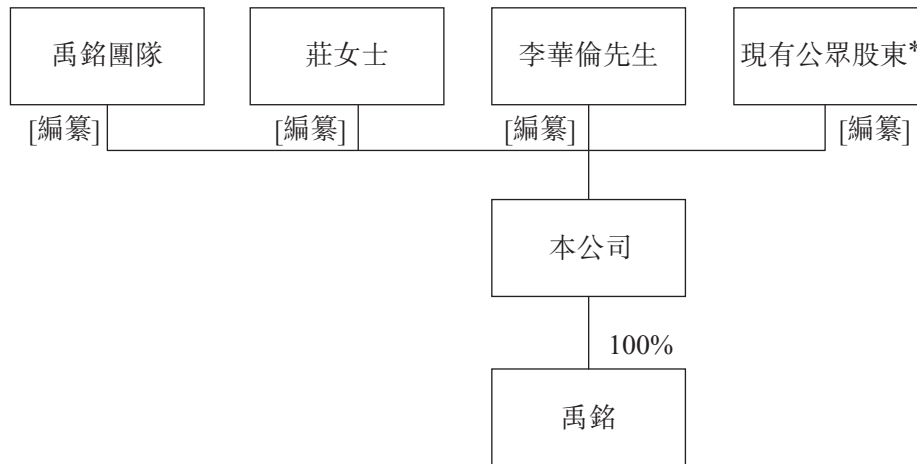 禹銘團隊
莊女士
李華倫先生
現有公眾股東*
[編纂]
[編纂]
[編纂]
[編纂]
本公司
100%
禹銘